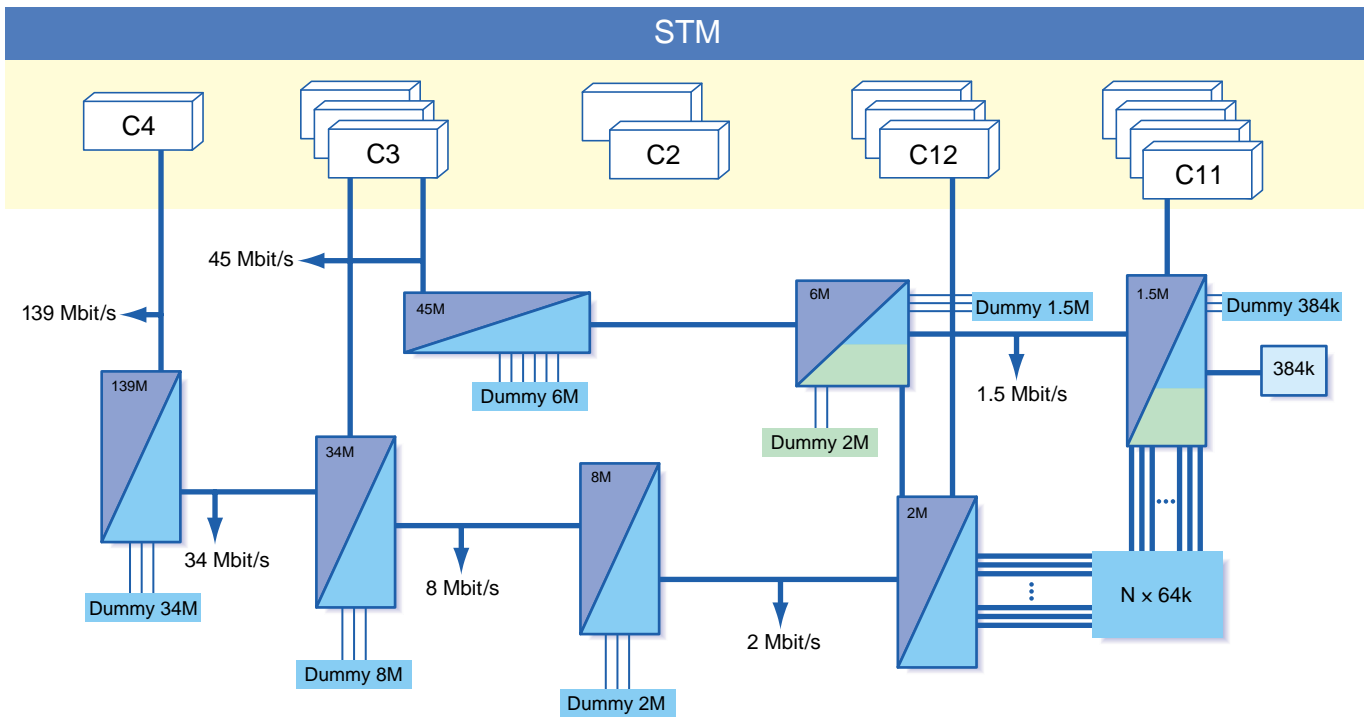 STM
C4
C3
C2
C12
C11
45 Mbit/s
139 Mbit/s
45M
6M
Dummy 1.5M
1.5M
Dummy 384k
384k
1.5 Mbit/s
139M
Dummy 6M
Dummy 2M
34M
8M
2M
34 Mbit/s
8 Mbit/s
2 Mbit/s
N x 64k
Dummy 34M
Dummy 8M
Dummy 2M